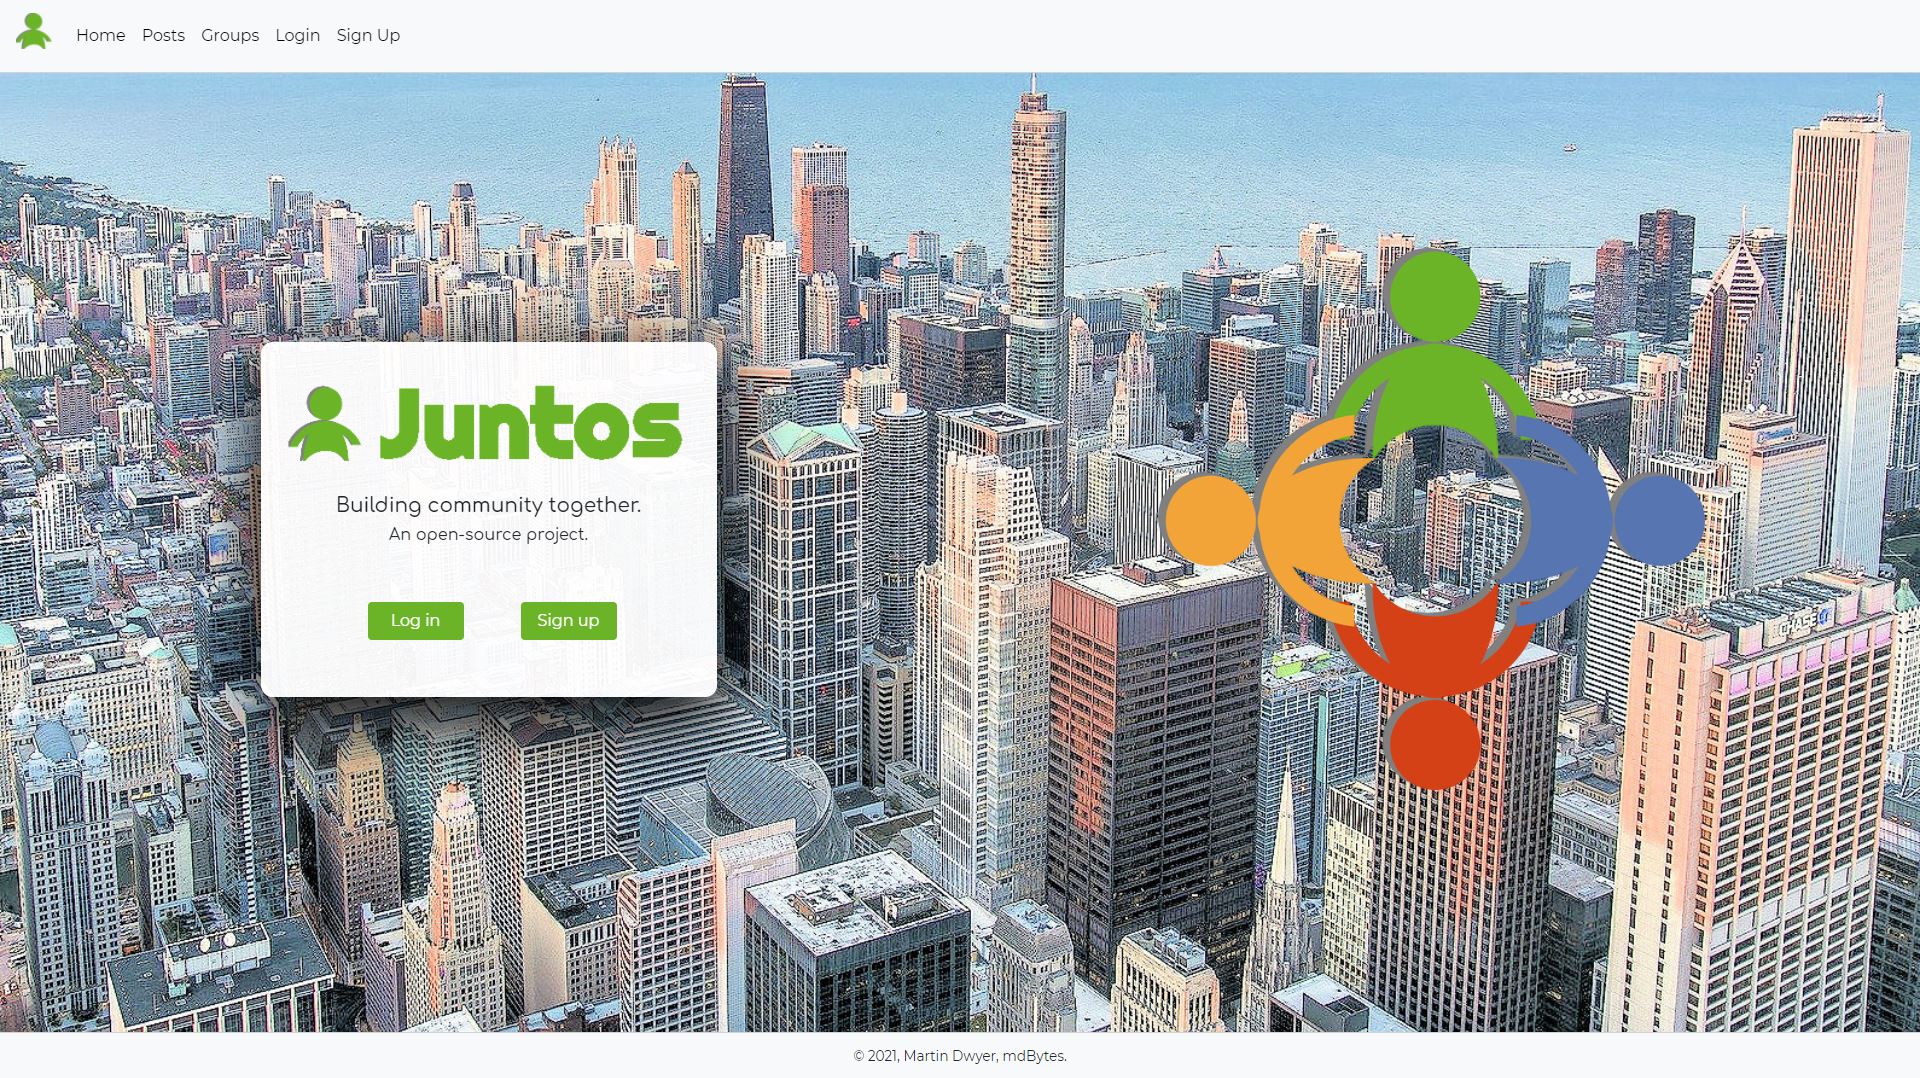 Home Posts Groups Login Sign Up
Juntos
Building community together.
An open-source project.
Log in Sign up
CHASE
© 2021, Martin Dwyer, mdBytes.